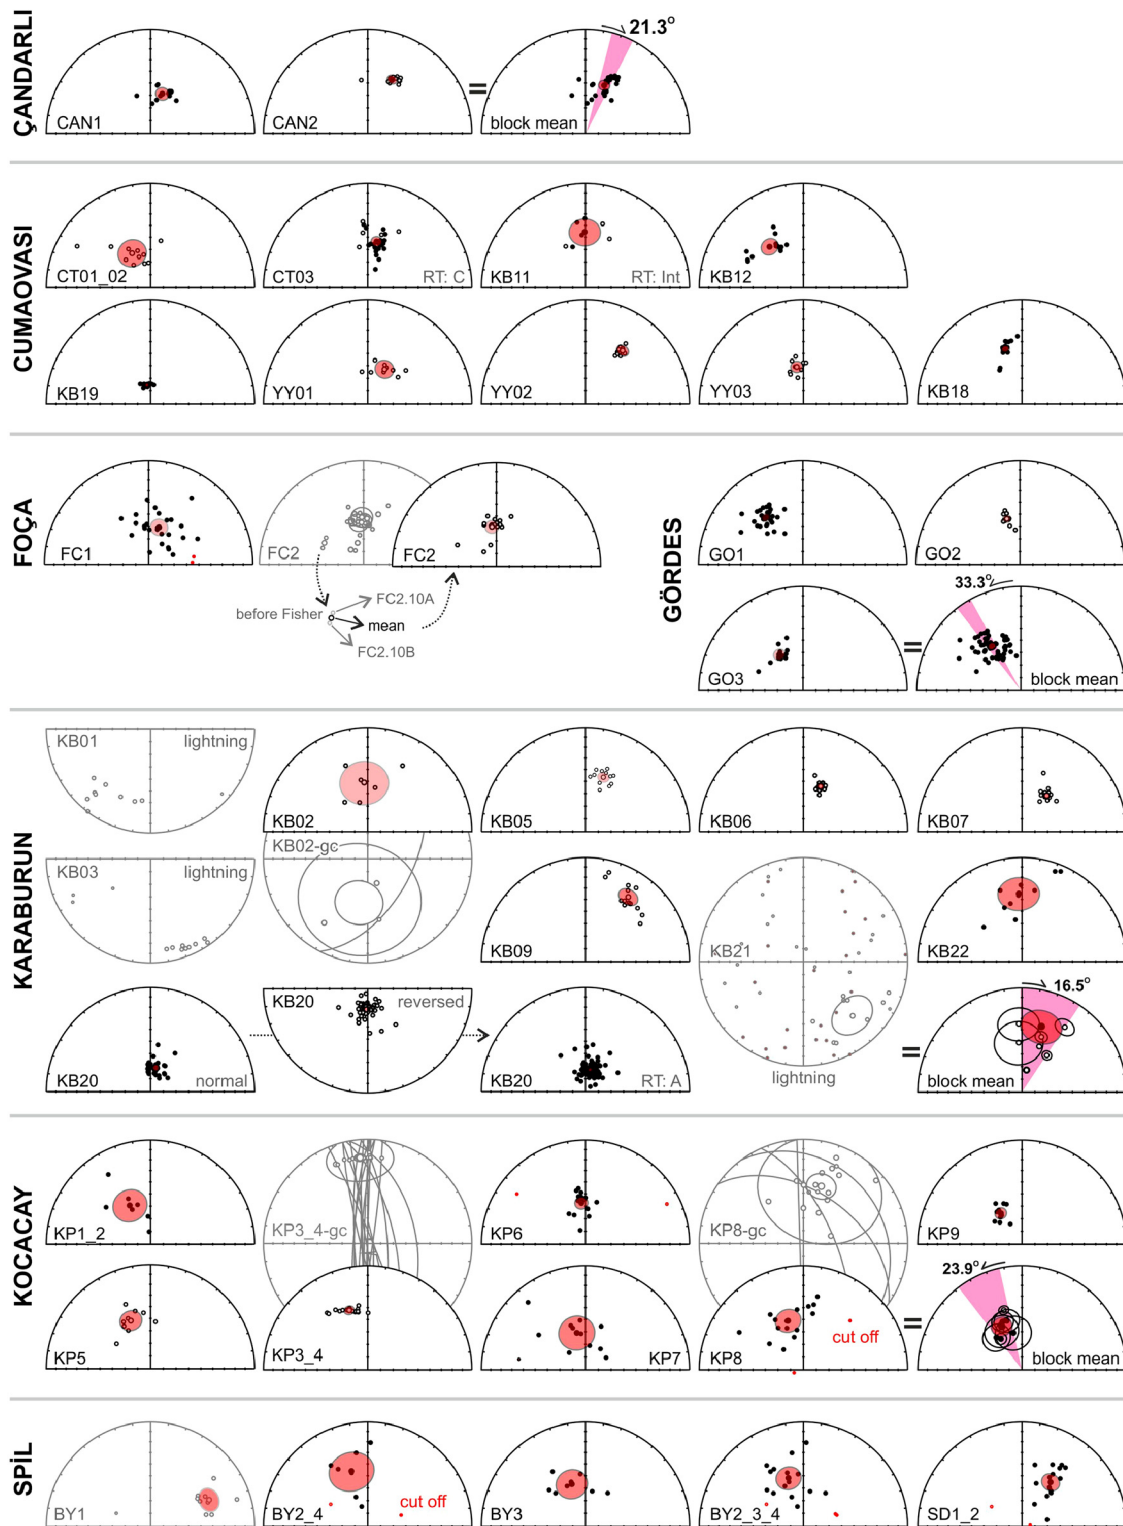 ÇANDARLI
CAN1
CAN2
=
block mean
21.3°
CUMAOVASI
CT01_02
CT03
RT: C
KB11
RT: Int
KB12
KB19
YY01
YY02
YY03
KB18
FOÇA
FC1
FC2
FC2
before Fisher
FC2.10A
mean
FC2.10B
GÖRDES
GO1
GO2
GO3
=
33.3°
block mean
KARABURUN
KB01
lightning
KB02
KB05
KB06
KB07
KB02-gc
KB03
lightning
KB09
KB21
lightning
KB22
KB20
normal
KB20
reversed
KB20
RT: A
=
16.5°
block mean
KOCACAY
KP1_2
KP3_4-gc
KP6
KP8-gc
KP9
KP5
KP3_4
KP7
KP8
cut off
=
23.9°
block mean
SPİL
BY1
BY2_4
cut off
BY3
BY2_3_4
SD1_2